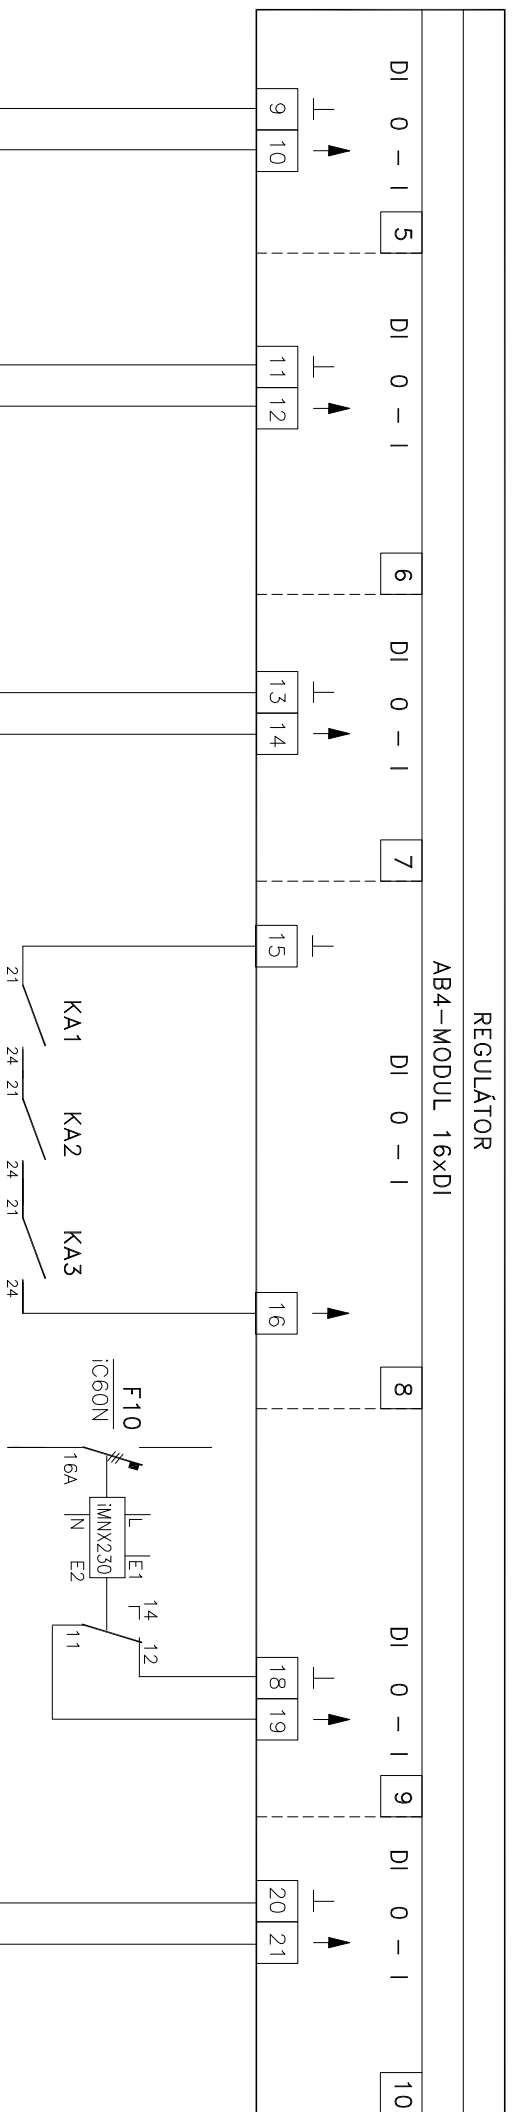 REGULÁTOR
AB4-MODUL 16xDI
DI 0 - I
5
DI 0 - I
6
DI 0 - I
7
DI 0 - I
8
DI 0 - I
9
DI 0 - I
10
9
10
11
12
13
14
15
16
18
19
20
21
KA1
KA2
KA3
21
24
21
24
21
24
F10
iC60N
16A
iMNX230
L
N
E1
E2
14
12
11